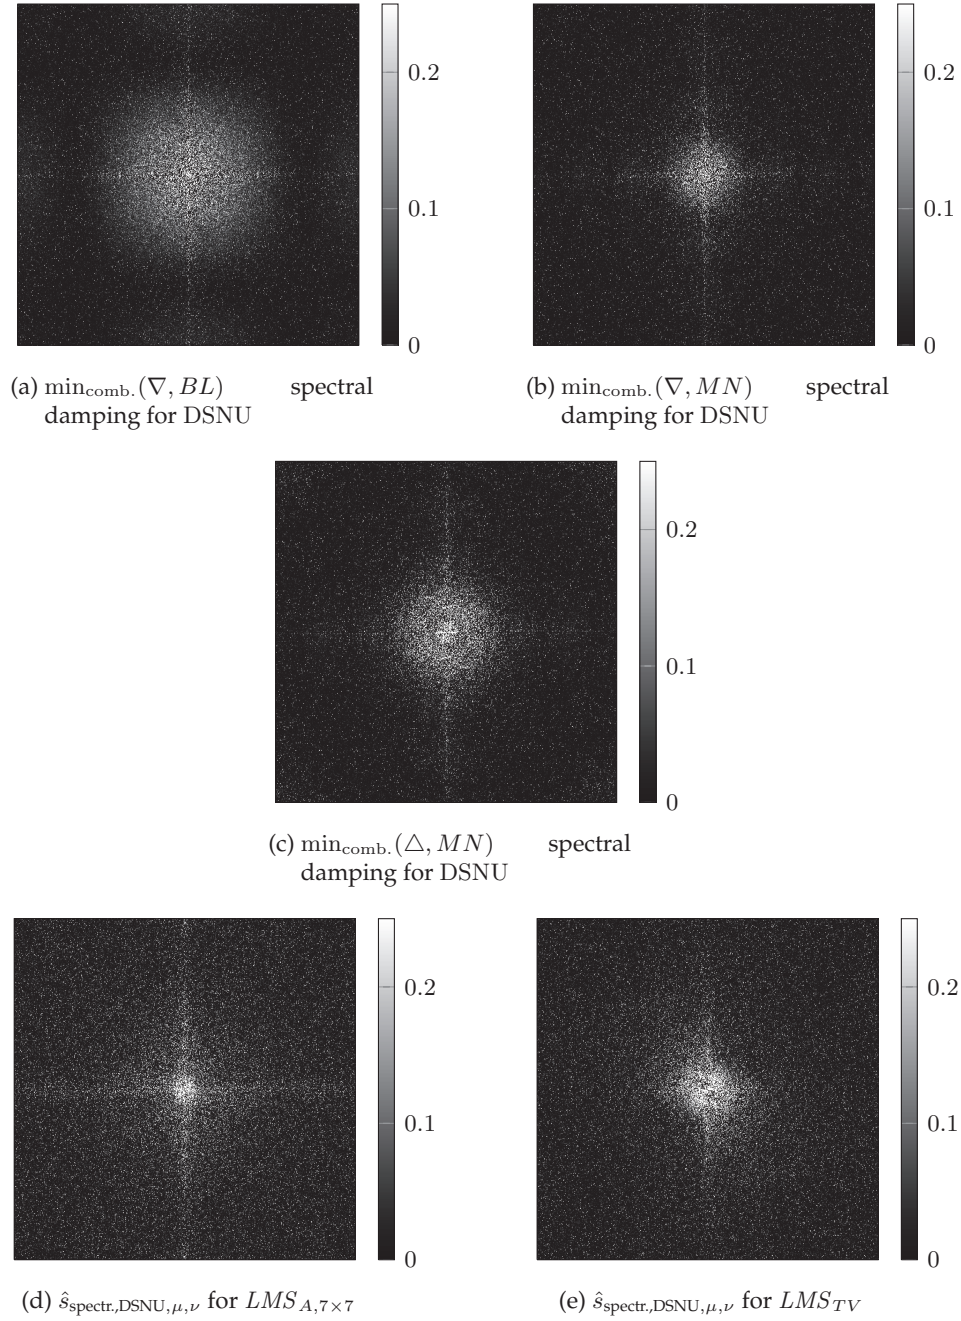 0.2
0.1
0
0.2
0.1
0
(a) min_comb.(∇, BL) spectral
damping for DSNU
(b) min_comb.(∇, MN) spectral
damping for DSNU
0.2
0.1
0
(c) min_comb.(△, MN) spectral
damping for DSNU
0.2
0.1
0
0.2
0.1
0
(d) ŝ_spectr.,DSNU,μ,ν for LMS_A,7×7
(e) ŝ_spectr.,DSNU,μ,ν for LMS_TV